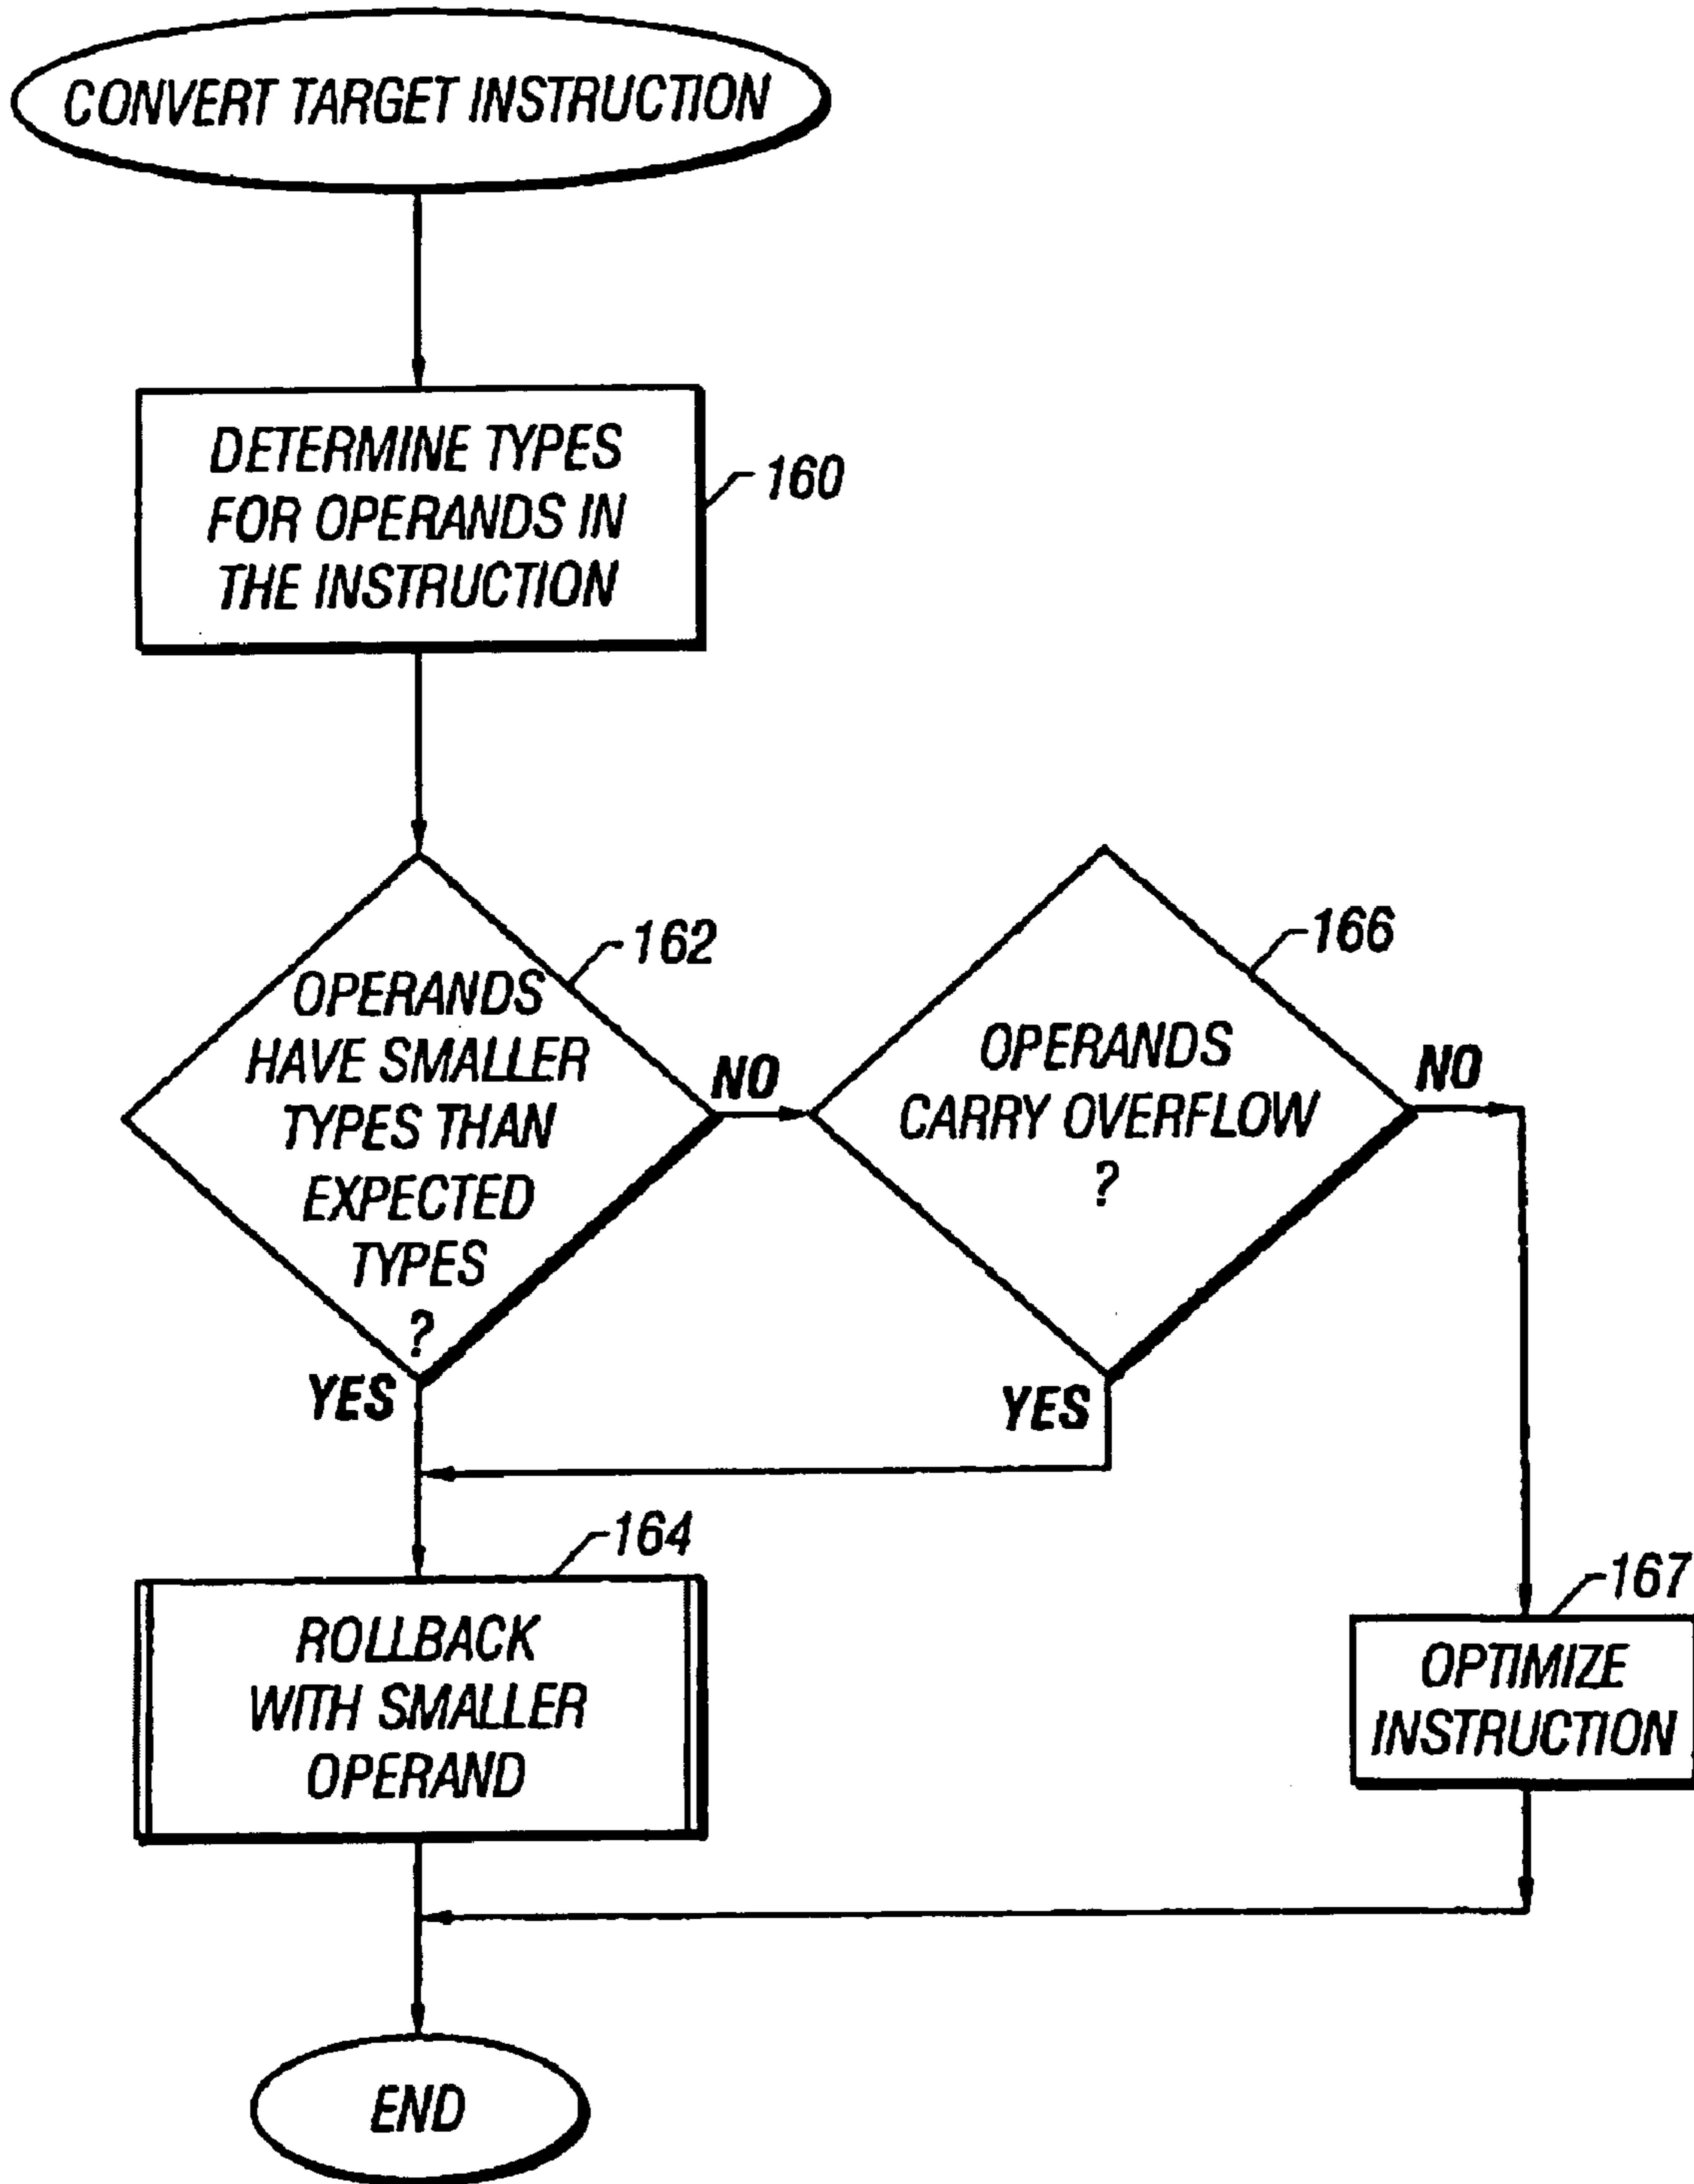 CONVERT TARGET INSTRUCTION
DETERMINE TYPES
FOR OPERANDS IN
THE INSTRUCTION
160
OPERANDS
HAVE SMALLER
TYPES THAN
EXPECTED
TYPES
?
162
NO
YES
OPERANDS
CARRY OVERFLOW
?
166
NO
YES
164
ROLLBACK
WITH SMALLER
OPERAND
167
OPTIMIZE
INSTRUCTION
END